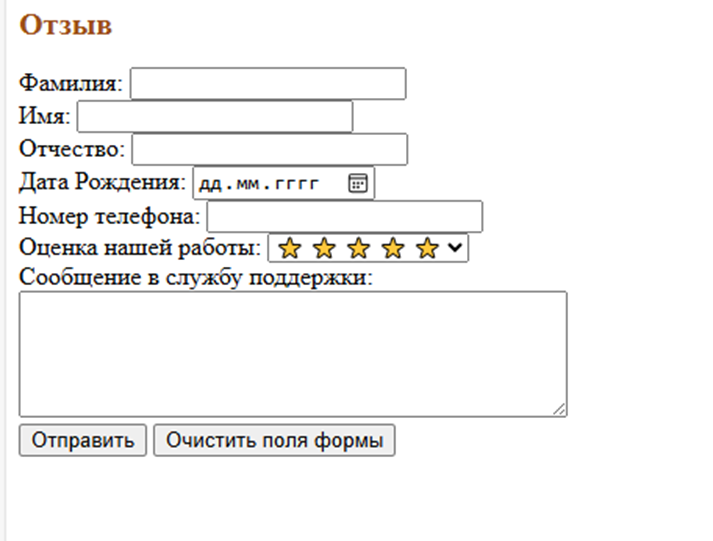 Отзыв
Фамилия:
Имя:
Отчество:
Дата Рождения: дд.мм.гггг
Номер телефона:
Оценка нашей работы: ⭐ ⭐ ⭐ ⭐ ⭐
Сообщение в службу поддержки:
Отправить Очистить поля формы